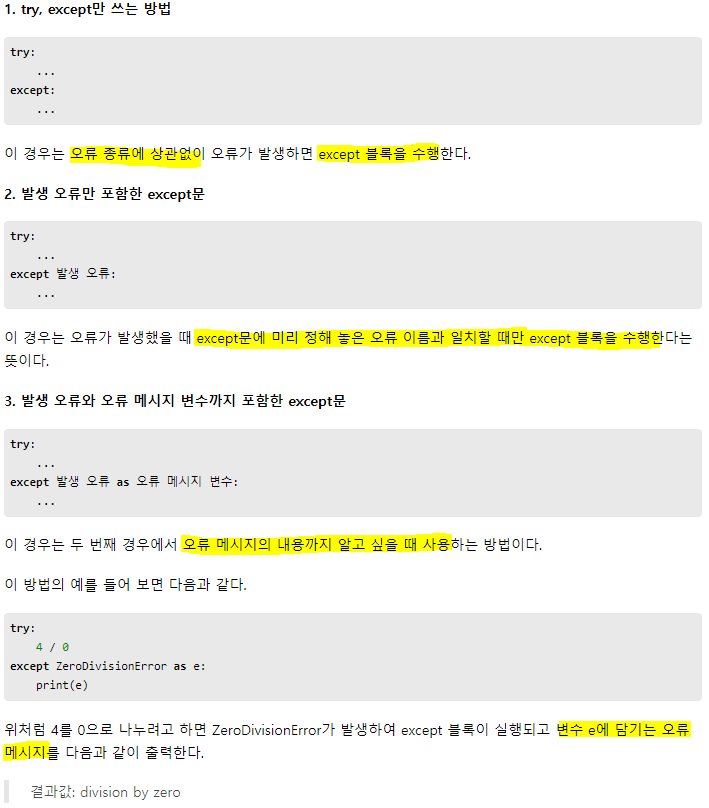 1. try, except만 쓰는 방법
try:
    ...
except:
    ...
이 경우는 오류 종류에 상관없이 오류가 발생하면 except 블록을 수행한다.
2. 발생 오류만 포함한 except문
try:
    ...
except 발생 오류:
    ...
이 경우는 오류가 발생했을 때 except문에 미리 정해 놓은 오류 이름과 일치할 때만 except 블록을 수행한다는
뜻이다.
3. 발생 오류와 오류 메시지 변수까지 포함한 except문
try:
    ...
except 발생 오류 as 오류 메시지 변수:
    ...
이 경우는 두 번째 경우에서 오류 메시지의 내용까지 알고 싶을 때 사용하는 방법이다.
이 방법의 예를 들어 보면 다음과 같다.
try:
    4 / 0
except ZeroDivisionError as e:
    print(e)
위처럼 4를 0으로 나누려고 하면 ZeroDivisionError가 발생하여 except 블록이 실행되고 변수 e에 담기는 오류
메시지를 다음과 같이 출력한다.
결과값: division by zero